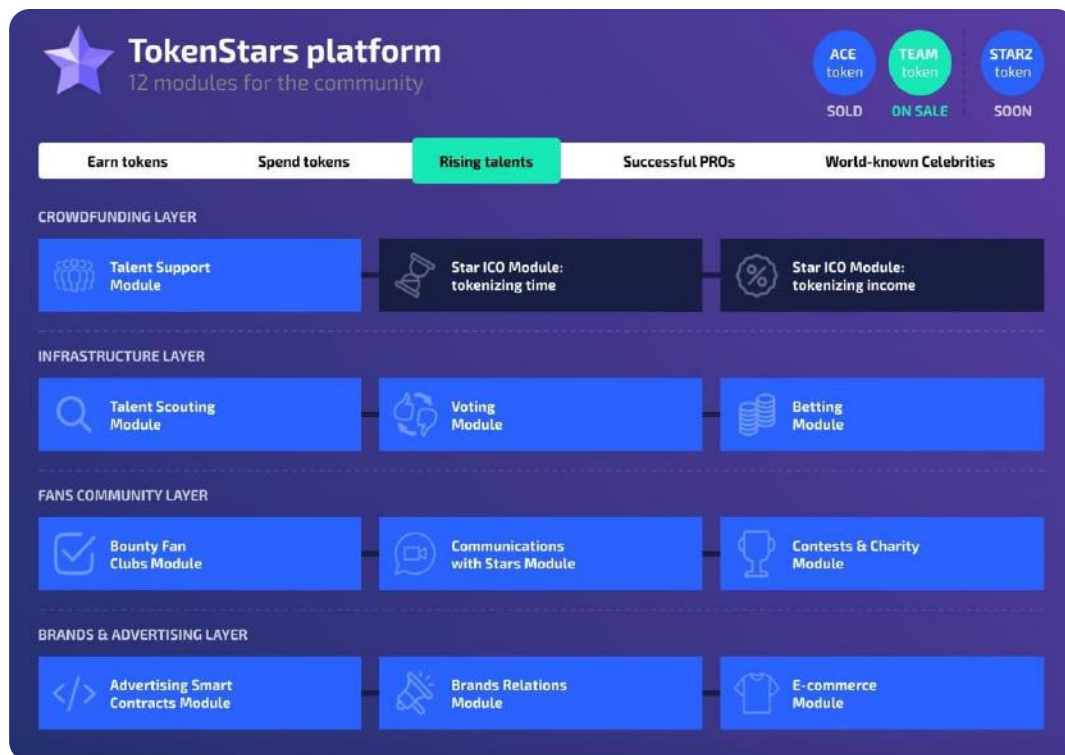 TokenStars platform
12 modules for the community
ACE
token
SOLD
TEAM
token
ON SALE
STARZ
token
SOON
Earn tokens
Spend tokens
Rising talents
Successful PROs
World-known Celebrities
CROWDFUNDING LAYER
Talent Support
Module
Star ICO Module:
tokenizing time
Star ICO Module:
tokenizing income
INFRASTRUCTURE LAYER
Talent Scouting
Module
Voting
Module
Betting
Module
FANS COMMUNITY LAYER
Bounty Fan
Clubs Module
Communications
with Stars Module
Contests & Charity
Module
BRANDS & ADVERTISING LAYER
Advertising Smart
Contracts Module
Brands Relations
Module
E-commerce
Module